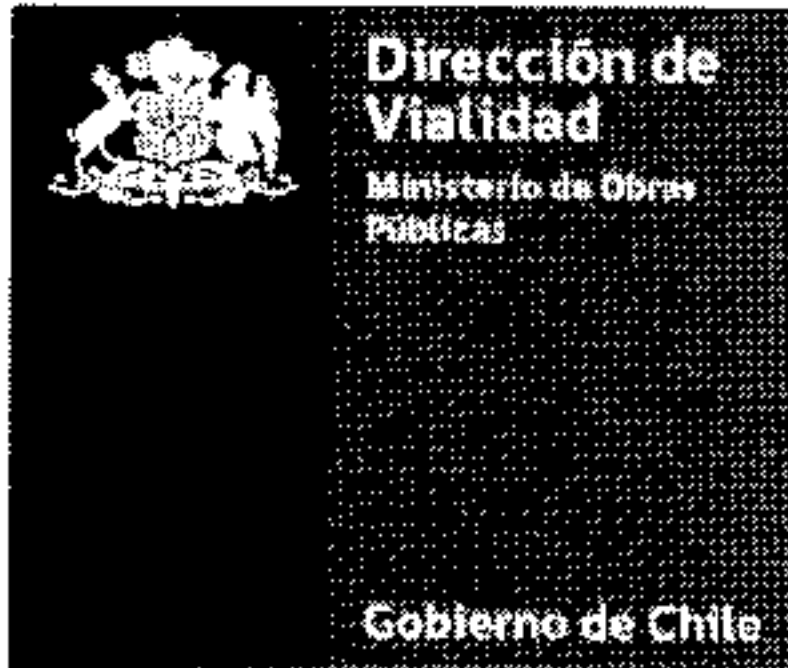 Dirección de
Vialidad
Ministerio de Obras
Públicas
Gobierno de Chile